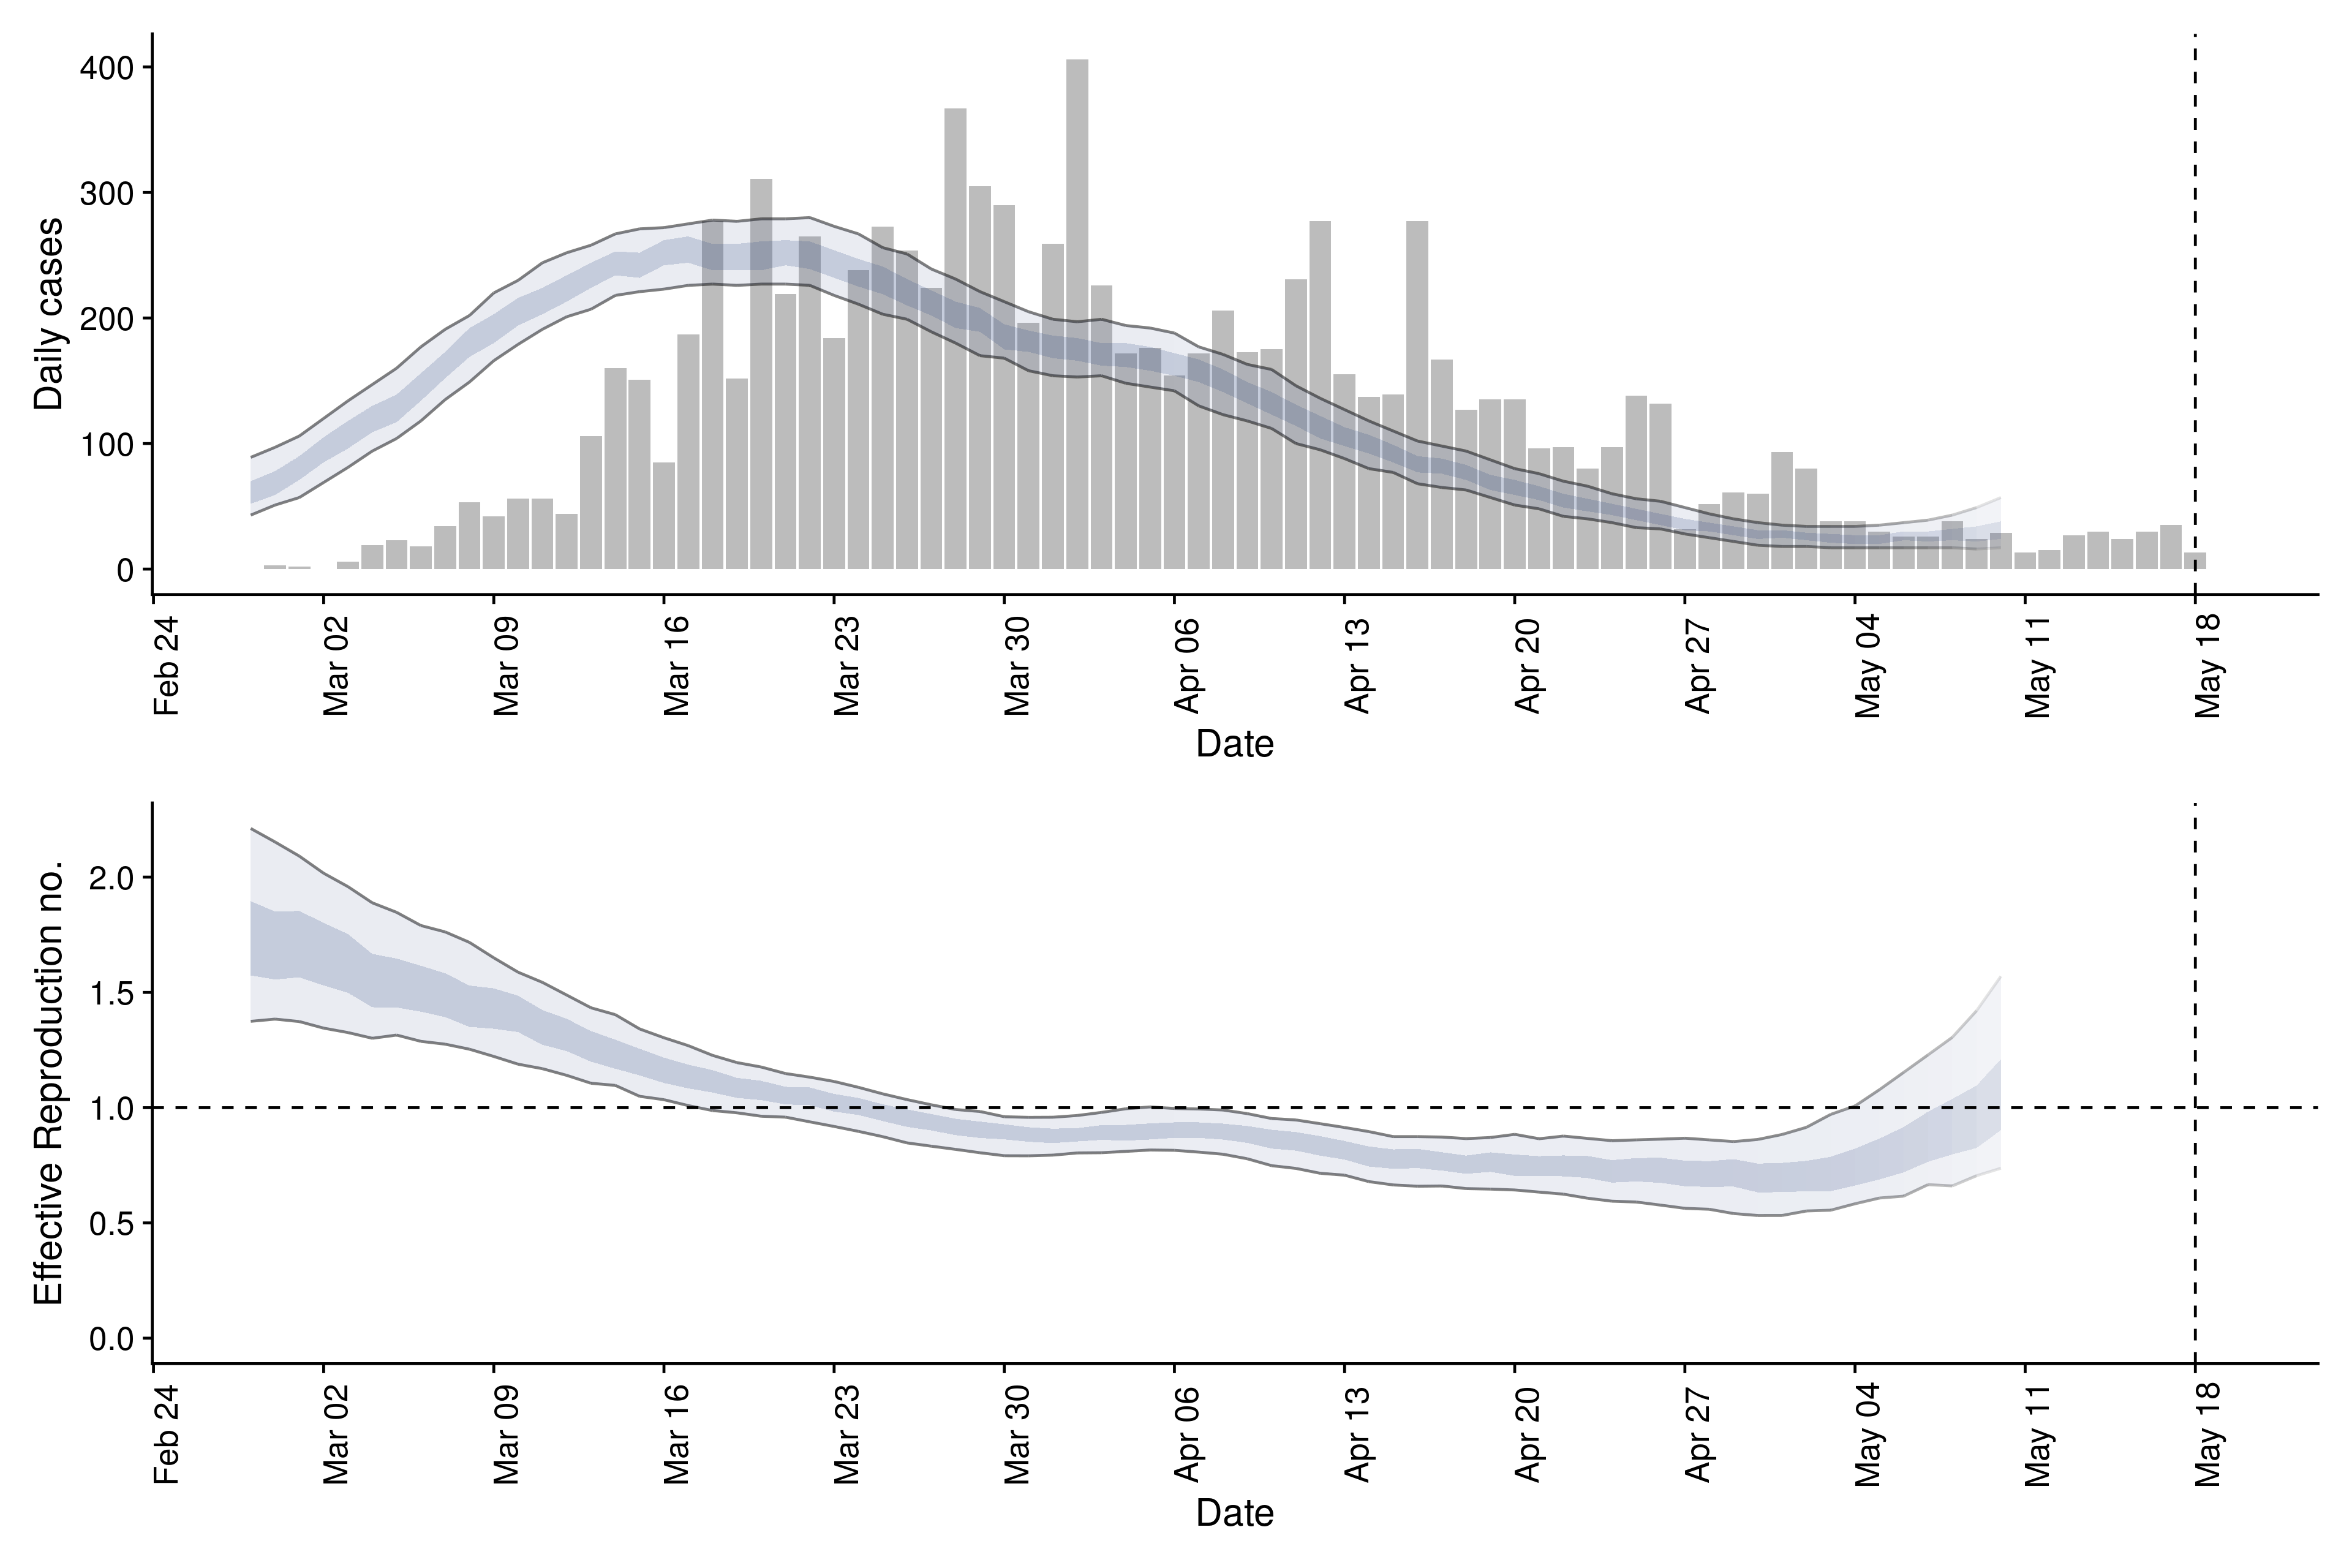 Daily cases
400
300
200
100
0
Feb 24
Mar 02
Mar 09
Mar 16
Mar 23
Mar 30
Apr 06
Apr 13
Apr 20
Apr 27
May 04
May 11
May 18
Date
Effective Reproduction no.
2.0
1.5
1.0
0.5
0.0
Feb 24
Mar 02
Mar 09
Mar 16
Mar 23
Mar 30
Apr 06
Apr 13
Apr 20
Apr 27
May 04
May 11
May 18
Date